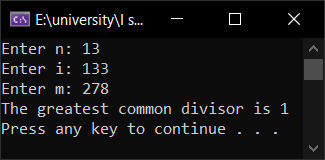 E:\university\I s...
Enter n: 13
Enter i: 133
Enter m: 278
The greatest common divisor is 1
Press any key to continue . . .